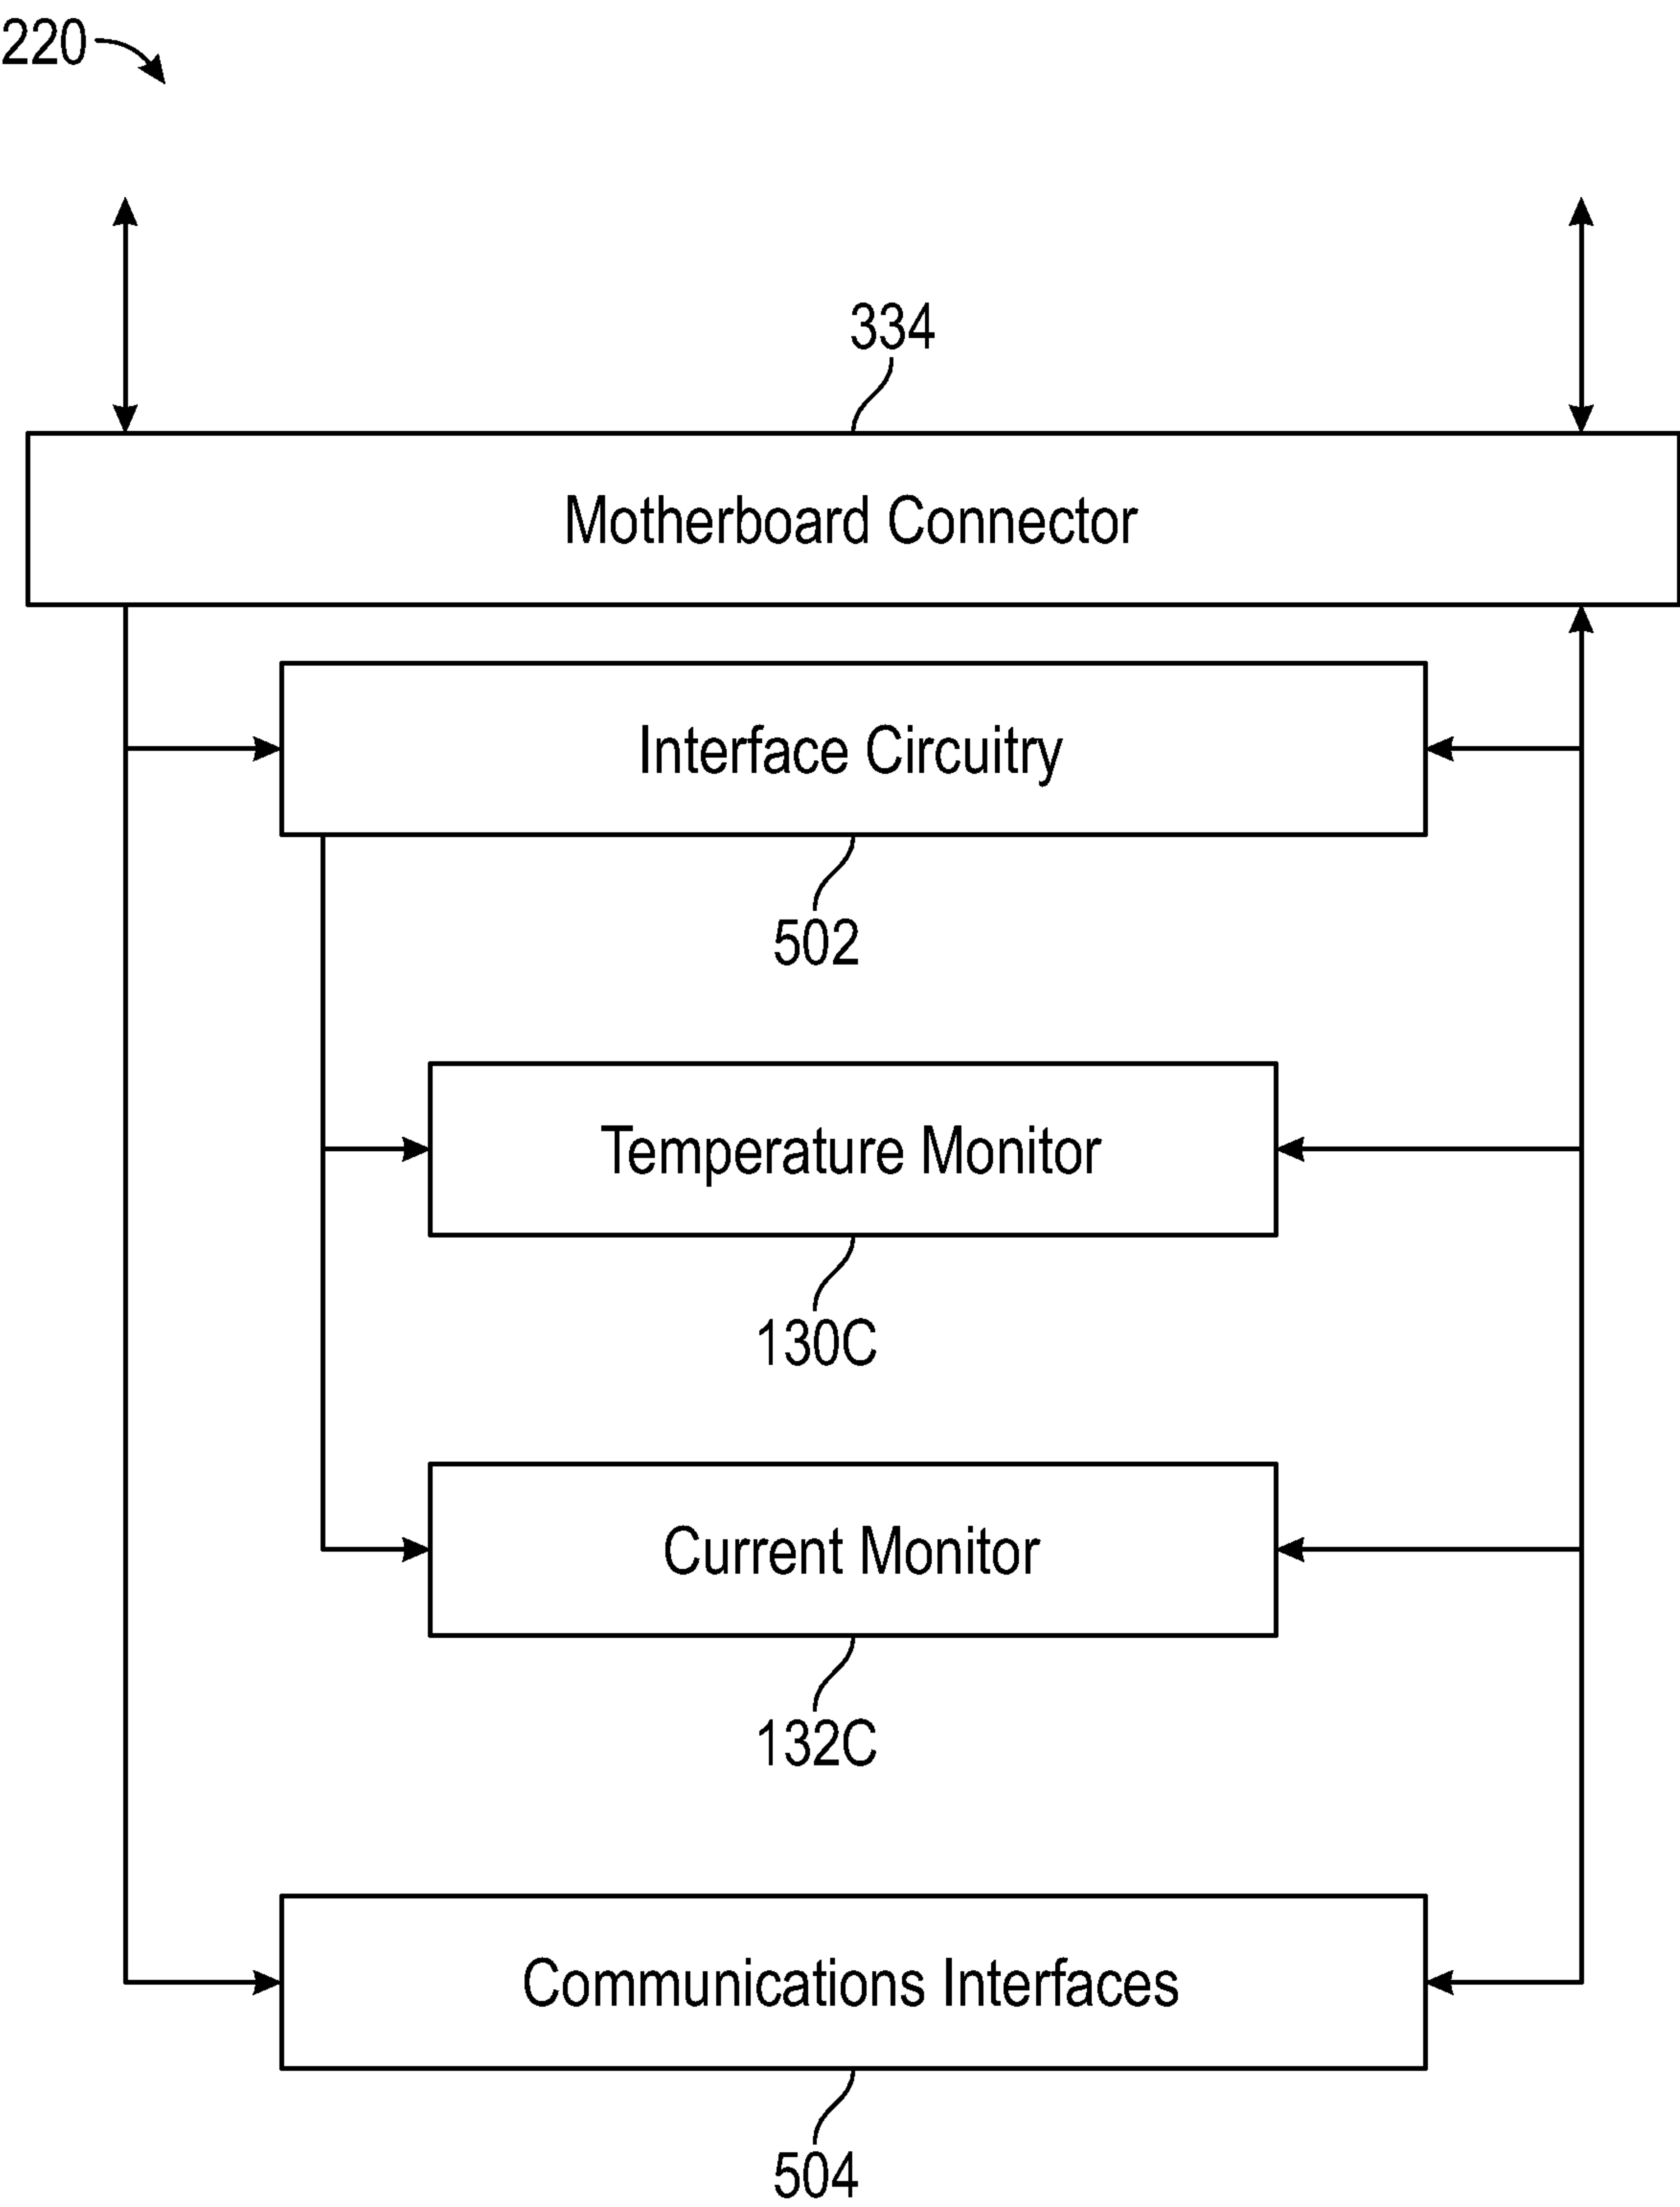 220
334
Motherboard Connector
Interface Circuitry
502
Temperature Monitor
130C
Current Monitor
132C
Communications Interfaces
504